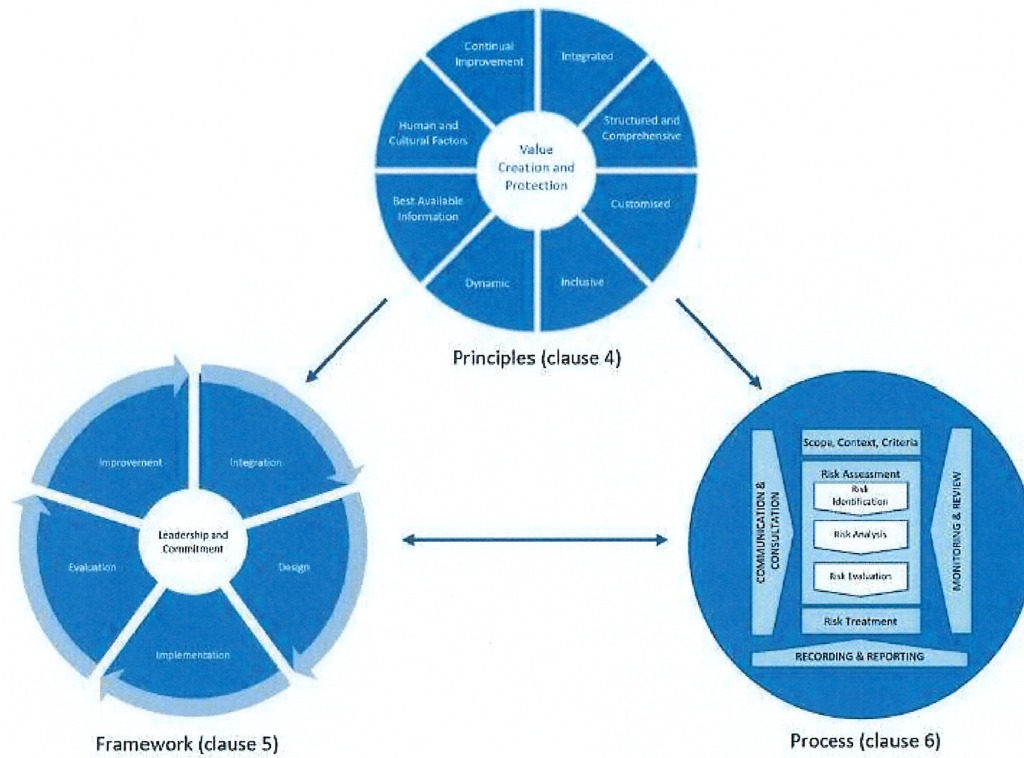 Continual
Improvement
Integrated
Human and
Cultural Factors
Structured and
Comprehensive
Value
Creation and
Protection
Best Available
Information
Customised
Dynamic
Inclusive
Principles (clause 4)
Improvement
Integration
Leadership and
Commitment
Evaluation
Design
Implementation
Framework (clause 5)
Scope, Context, Criteria
Risk Assessment
Risk
Identification
Risk Analysis
Risk Evaluation
Risk Treatment
COMMUNICATION &
CONSULTATION
MONITORING & REVIEW
RECORDING & REPORTING
Process (clause 6)